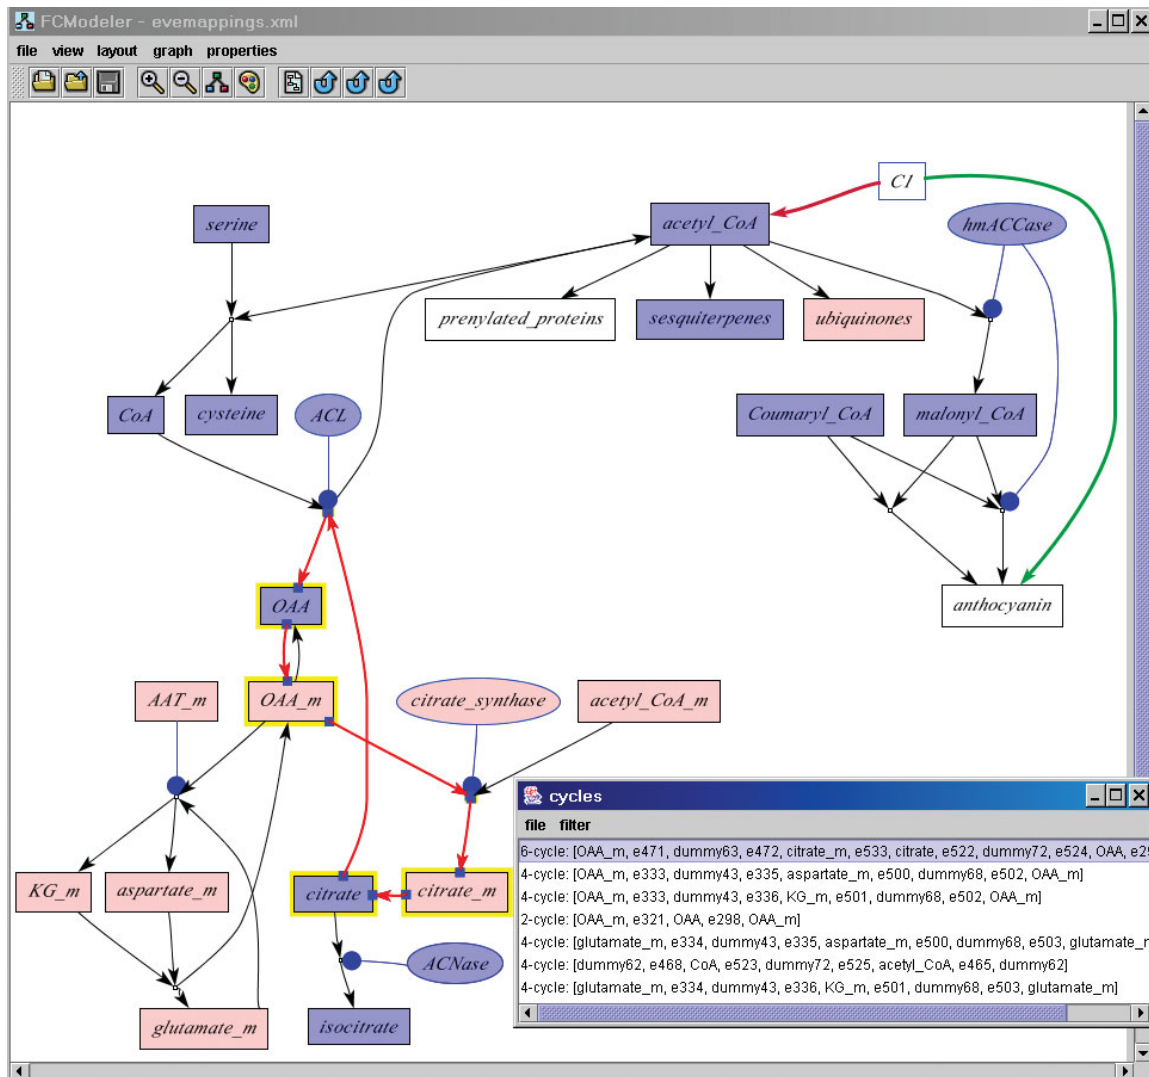 FCModeler - evemappings.xml
file view layout graph properties
C1
serine
acetyl_CoA
hmACCase
prenylated_proteins
sesquiterpenes
ubiquinones
CoA
cysteine
ACL
Coumaryl_CoA
malonyl_CoA
OAA
anthocyanin
AAT_m
OAA_m
citrate_synthase
acetyl_CoA_m
cycles
file filter
6-cycle: [OAA_m, e471, dummy63, e472, citrate_m, e533, citrate, e522, dummy72, e524, OAA, e29
4-cycle: [OAA_m, e333, dummy43, e335, aspartate_m, e500, dummy68, e502, OAA_m]
4-cycle: [OAA_m, e333, dummy43, e336, KG_m, e501, dummy68, e502, OAA_m]
2-cycle: [OAA_m, e321, OAA, e298, OAA_m]
4-cycle: [glutamate_m, e334, dummy43, e335, aspartate_m, e500, dummy68, e503, glutamate_m
4-cycle: [dummy62, e468, CoA, e523, dummy72, e525, acetyl_CoA, e465, dummy62]
4-cycle: [glutamate_m, e334, dummy43, e336, KG_m, e501, dummy68, e503, glutamate_m]
KG_m
aspartate_m
citrate
citrate_m
ACNase
glutamate_m
isocitrate